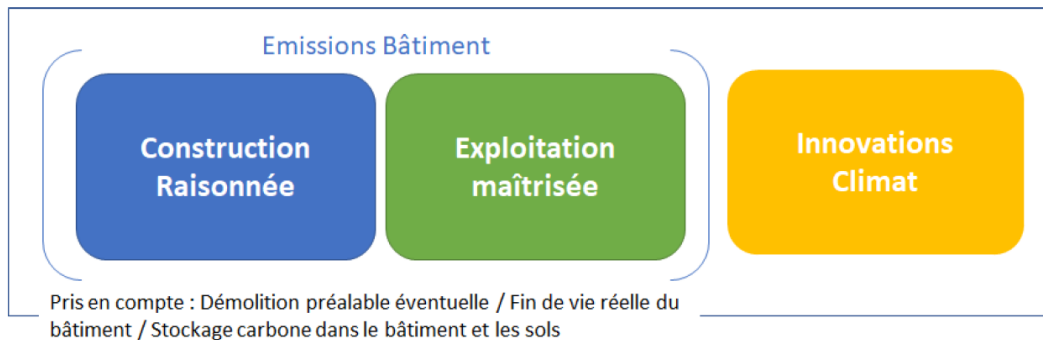 Emissions Bâtiment
Construction
Raisonnée
Exploitation
maîtrisée
Innovations
Climat
Pris en compte : Démolition préalable éventuelle / Fin de vie réelle du
bâtiment / Stockage carbone dans le bâtiment et les sols